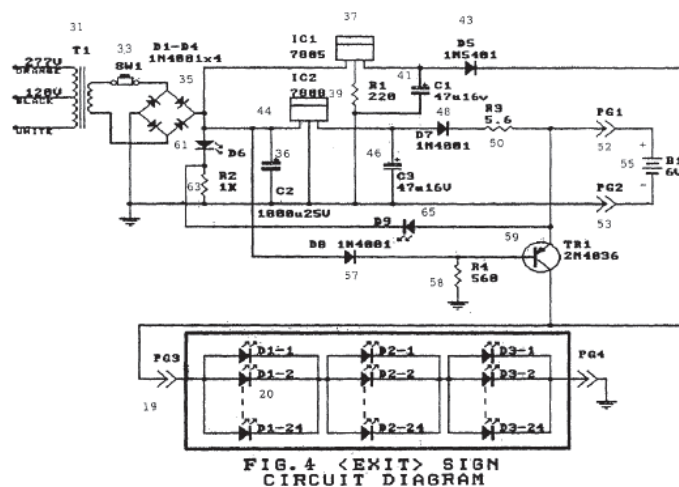 31
T1
33
SW1
D1-D4
1N4001x4
35
IC1
7805
37
43
D5
1N5401
277V
ORANGE
120V
BLACK
WHITE
IC2
7808
39
44
R1
220
41
C1
47u16v
48
D7
1N4001
R3
5.6
50
PG1
52
61
D6
36
46
55
B1
6V
63
R2
1K
C2
1000u25V
C3
47u16V
PG2
53
D9
65
59
D8 1N4001
57
TR1
2M4036
58
R4
560
PG3
19
D1-1
D1-2
20
D1-24
D2-1
D2-2
D2-24
D3-1
D3-2
D3-24
PG4
FIG.4 <EXIT> SIGN
CIRCUIT DIAGRAM